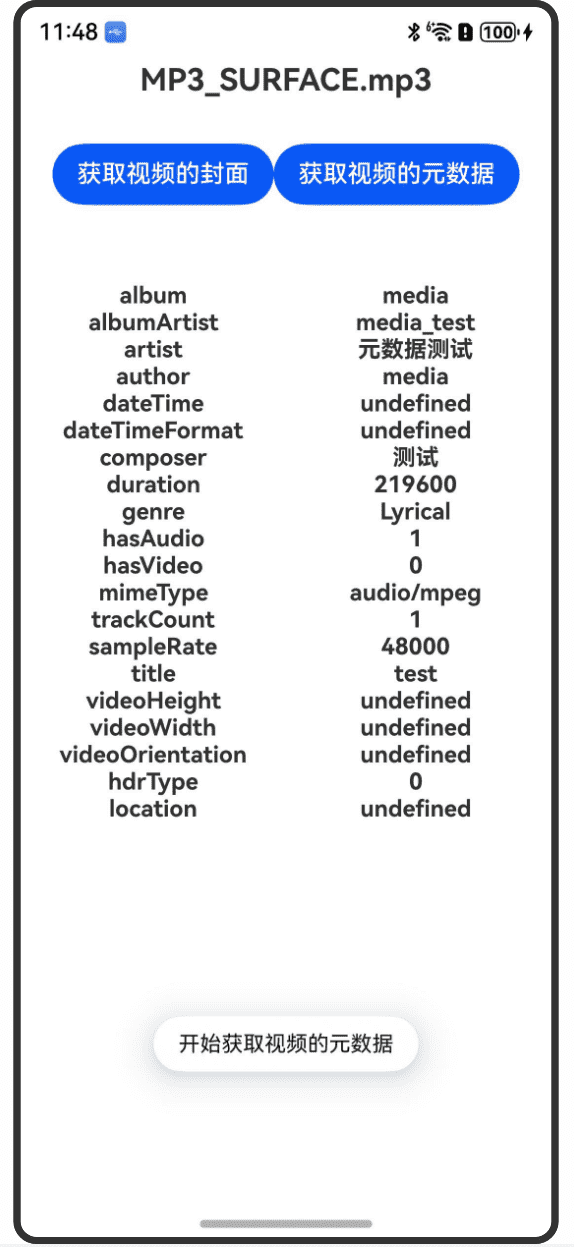 11:48 6 100
MP3_SURFACE.mp3
获取视频的封面 获取视频的元数据
album media
albumArtist media_test
artist 元数据测试
author media
dateTime undefined
dateTimeFormat undefined
composer 测试
duration 219600
genre Lyrical
hasAudio 1
hasVideo 0
mimeType audio/mpeg
trackCount 1
sampleRate 48000
title test
videoHeight undefined
videoWidth undefined
videoOrientation undefined
hdrType 0
location undefined
开始获取视频的元数据